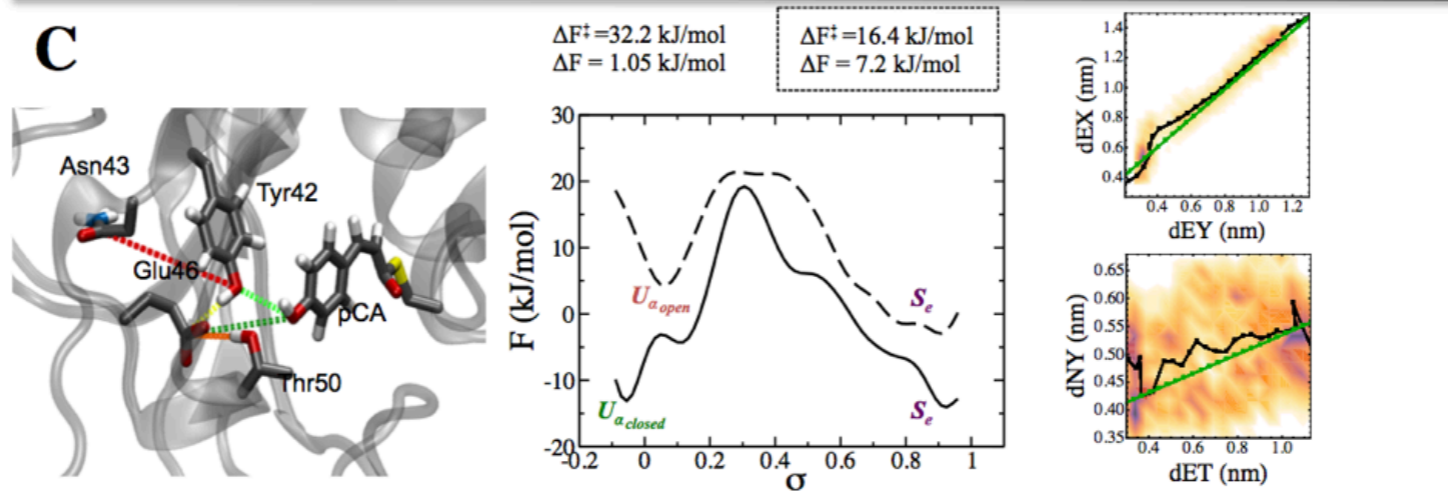 C
ΔF‡=32.2 kJ/mol
ΔF = 1.05 kJ/mol
ΔF‡=16.4 kJ/mol
ΔF = 7.2 kJ/mol
Asn43
Tyr42
Glu46
pCA
Thr50
F (kJ/mol)
30
20
10
0
-10
-20
Uαopen
Se
Uαclosed
Se
-0.2 0 0.2 0.4 0.6 0.8 1
σ
dEX (nm)
1.4
1.2
1.0
0.8
0.6
0.4
0.4 0.6 0.8 1.0 1.2
dEY (nm)
dNY (nm)
0.65
0.60
0.55
0.50
0.45
0.40
0.35
0.4 0.6 0.8 1.0
dET (nm)